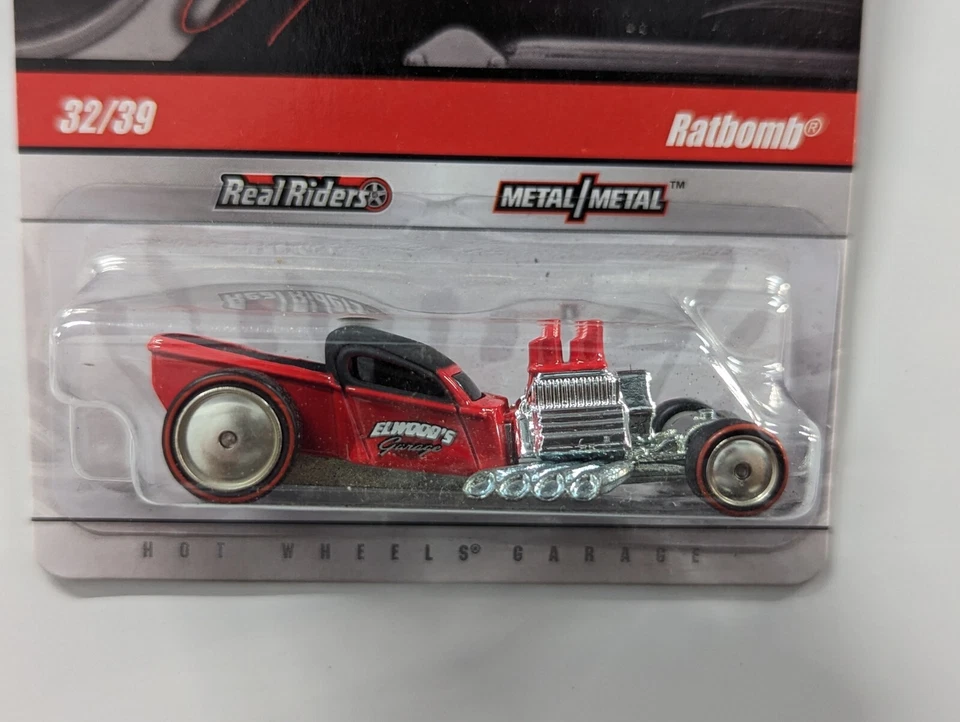 32/39
Ratbomb®
Real Riders
METAL/METAL™
ELWOOD'S
Garage
HOT WHEELS® GARAGE